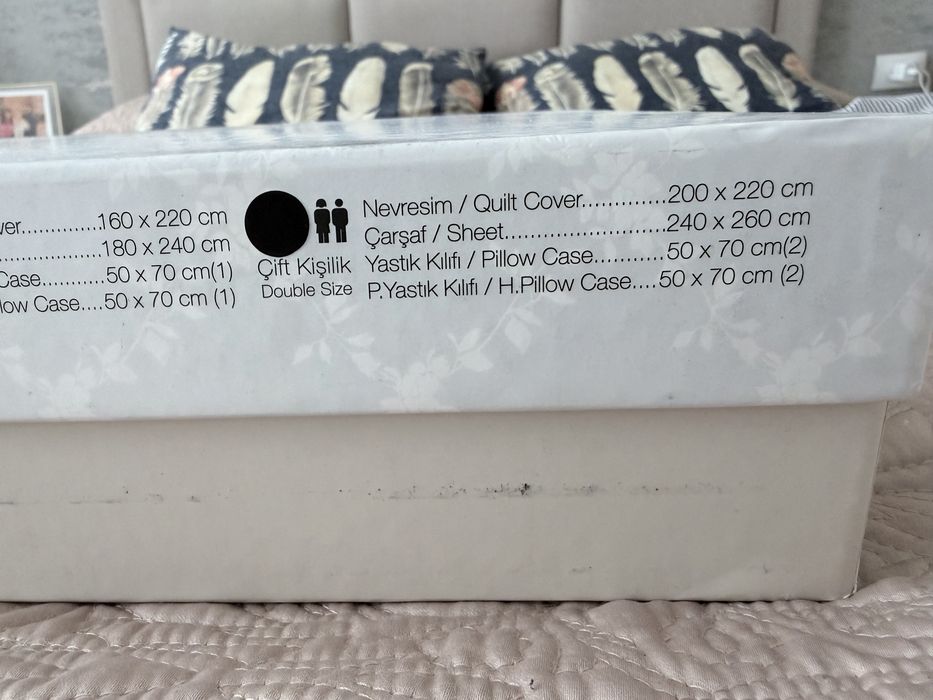 ver.............160 x 220 cm
...................180 x 240 cm
Case...........50 x 70 cm(1)
low Case....50 x 70 cm (1)
Çift Kişilik
Double Size
Nevresim / Quilt Cover.............200 x 220 cm
Çarşaf / Sheet.........................240 x 260 cm
Yastık Kılıfı / Pillow Case...........50 x 70 cm(2)
P.Yastık Kılıfı / H.Pillow Case....50 x 70 cm (2)